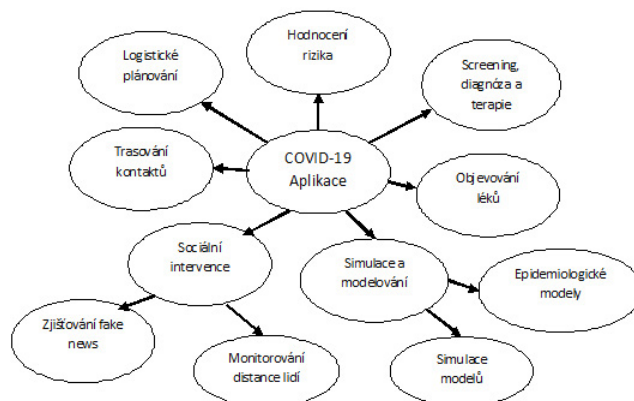 Hodnocení
rizika
Logistické
plánování
Screening,
diagnóza a
terapie
Trasování
kontaktů
COVID-19
Aplikace
Objevování
léků
Sociální
intervence
Simulace a
modelování
Epidemiologické
modely
Zjišťování fake
news
Monitorování
distance lidí
Simulace
modelů